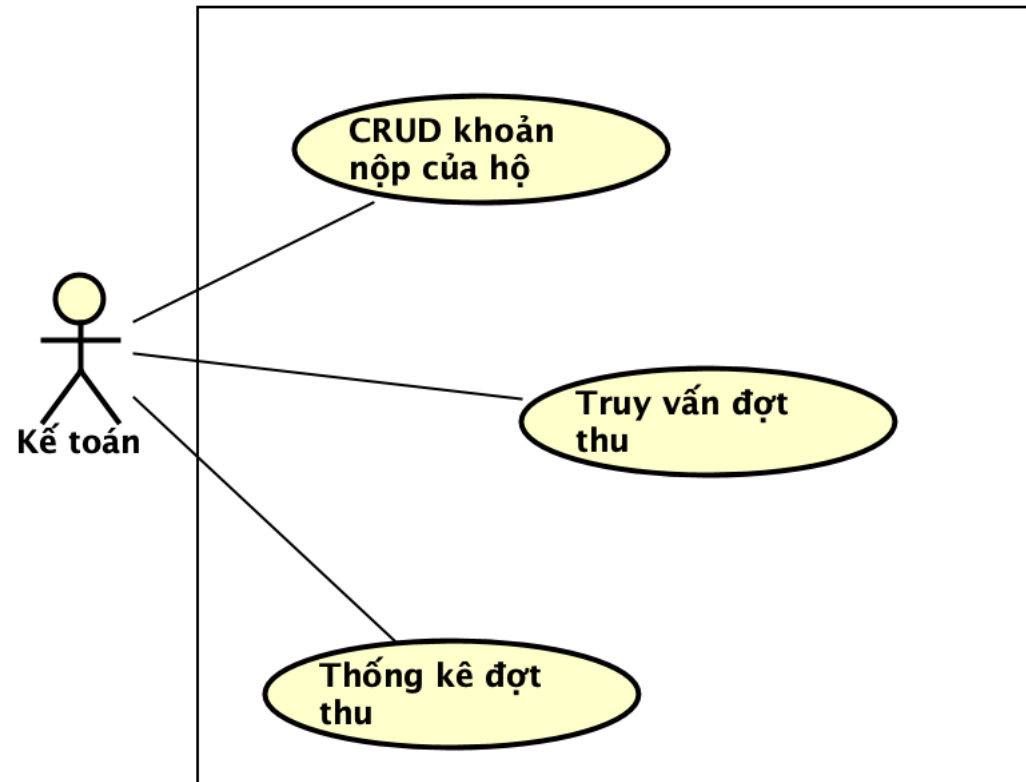 CRUD khoản
nộp của hộ
Kế toán
Truy vấn đợt
thu
Thống kê đợt
thu